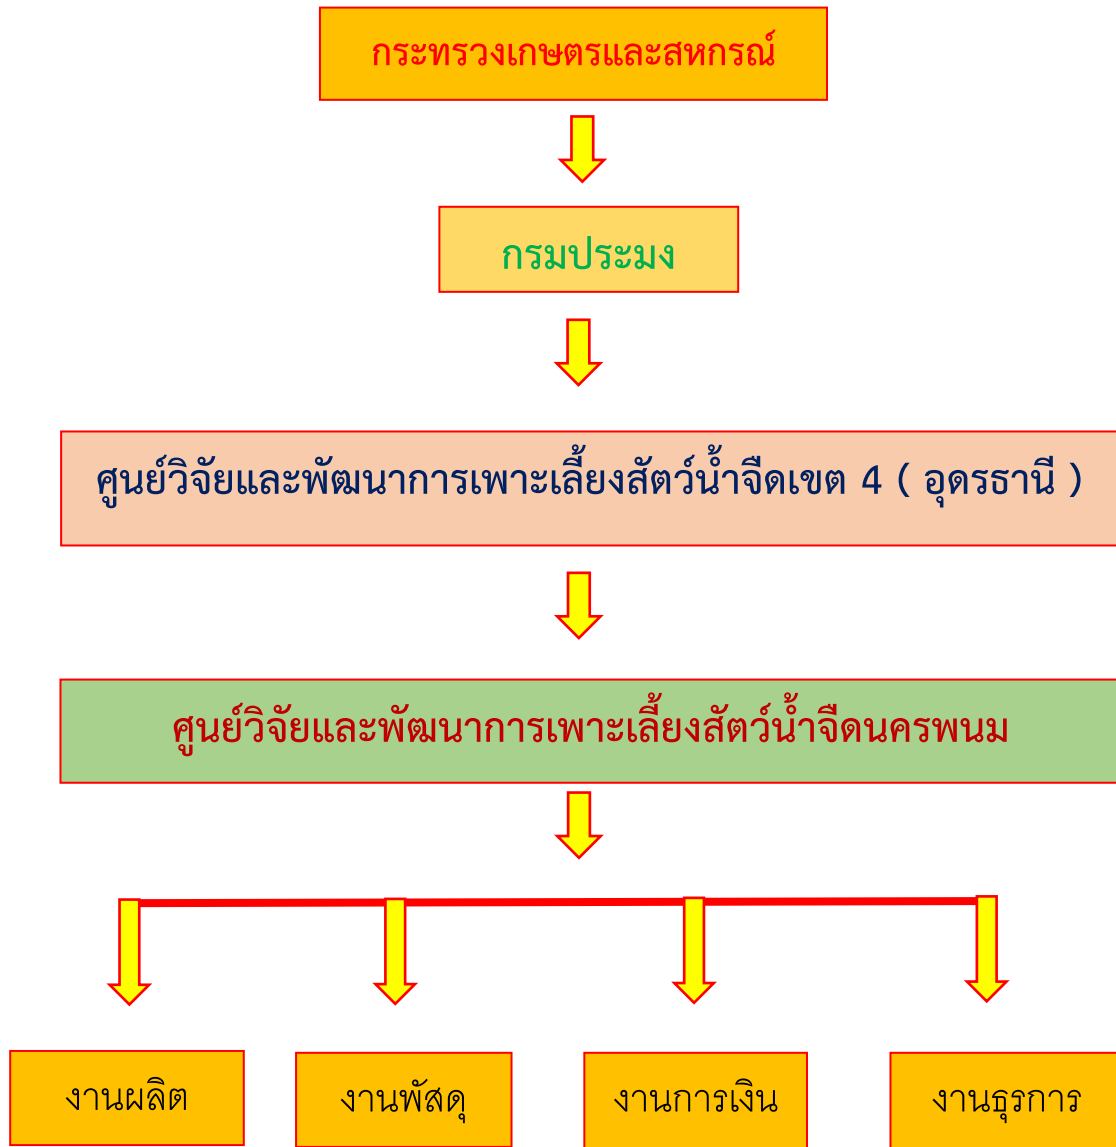 กระทรวงเกษตรและสหกรณ์
กรมประมง
ศูนย์วิจัยและพัฒนาการเพาะเลี้ยงสัตว์น้ำจืดเขต 4 ( อุดรธานี )
ศูนย์วิจัยและพัฒนาการเพาะเลี้ยงสัตว์น้ำจืดนครพนม
งานผลิต
งานพัสดุ
งานการเงิน
งานธุรการ